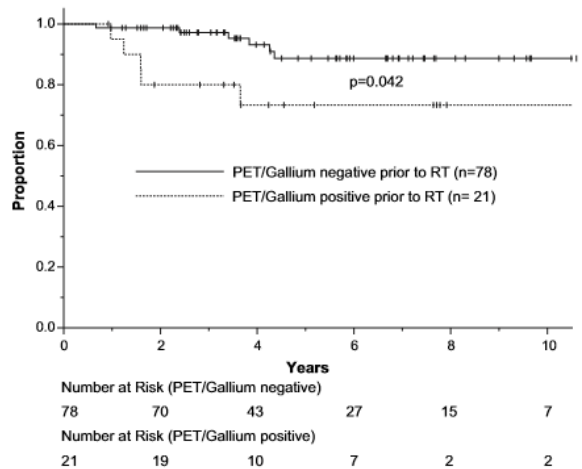 1.0
0.8
0.6
0.4
0.2
0.0
Proportion
p=0.042
PET/Gallium negative prior to RT (n=78)
PET/Gallium positive prior to RT (n= 21)
0 2 4 6 8 10
Years
Number at Risk (PET/Gallium negative)
78 70 43 27 15 7
Number at Risk (PET/Gallium positive)
21 19 10 7 2 2